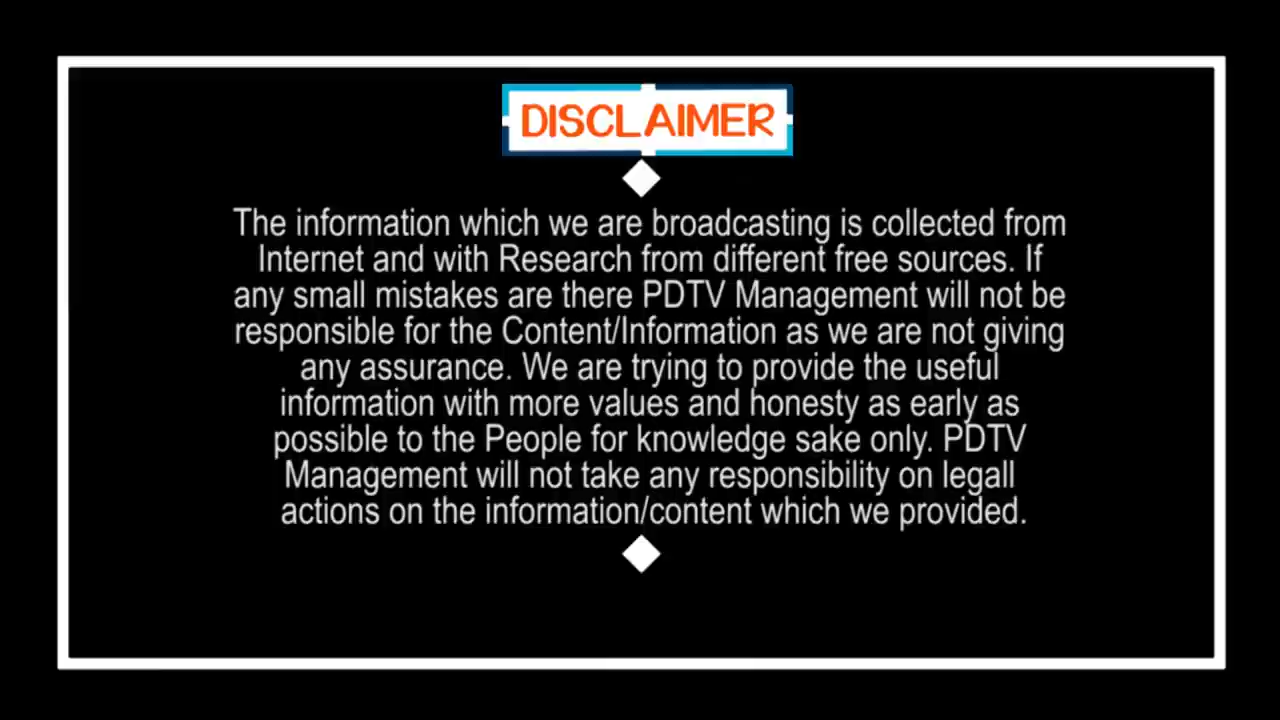 DISCLAIMER
The information which we are broadcasting is collected from
Internet and with Research from different free sources. If
any small mistakes are there PDTV Management will not be
responsible for the Content/Information as we are not giving
any assurance. We are trying to provide the useful
information with more values and honesty as early as
possible to the People for knowledge sake only. PDTV
Management will not take any responsibility on legall
actions on the information/content which we provided.